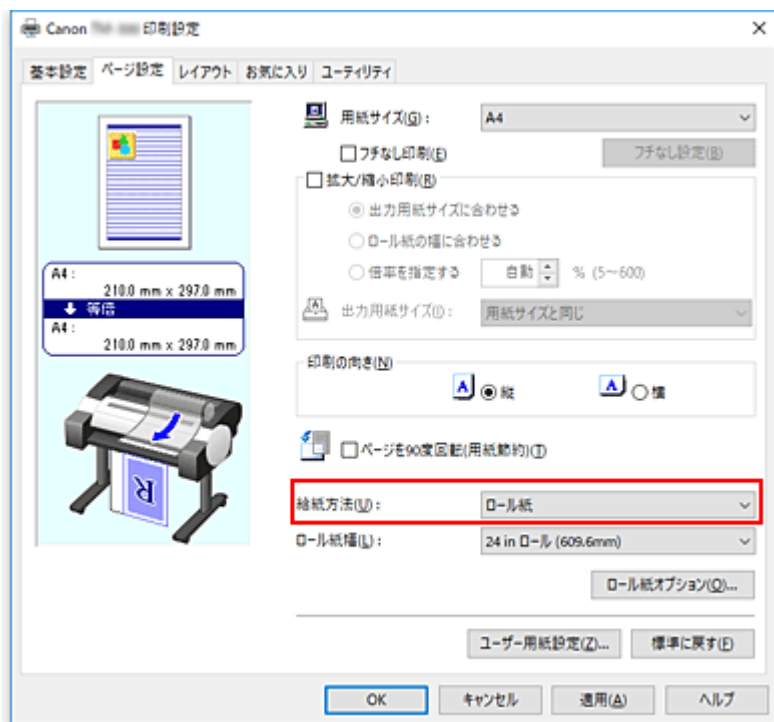 Canon 印刷設定
基本設定 ページ設定 レイアウト お気に入り ユーティリティ
用紙サイズ(G): A4
フチなし印刷(E) フチなし設定(B)
拡大/縮小印刷(R)
出力用紙サイズに合わせる
ロール紙の幅に合わせる
倍率を指定する 自動 % (5～600)
出力用紙サイズ(I): 用紙サイズと同じ
A4:
210.0 mm x 297.0 mm
等倍
A4:
210.0 mm x 297.0 mm
印刷の向き(N)
A 縦 A 横
ページを90度回転(用紙節約)(T)
給紙方法(U): ロール紙
ロール紙幅(L): 24 in ロール (609.6mm)
R
ロール紙オプション(O)...
ユーザー用紙設定(Z)... 標準に戻す(F)
OK キャンセル 適用(A) ヘルプ